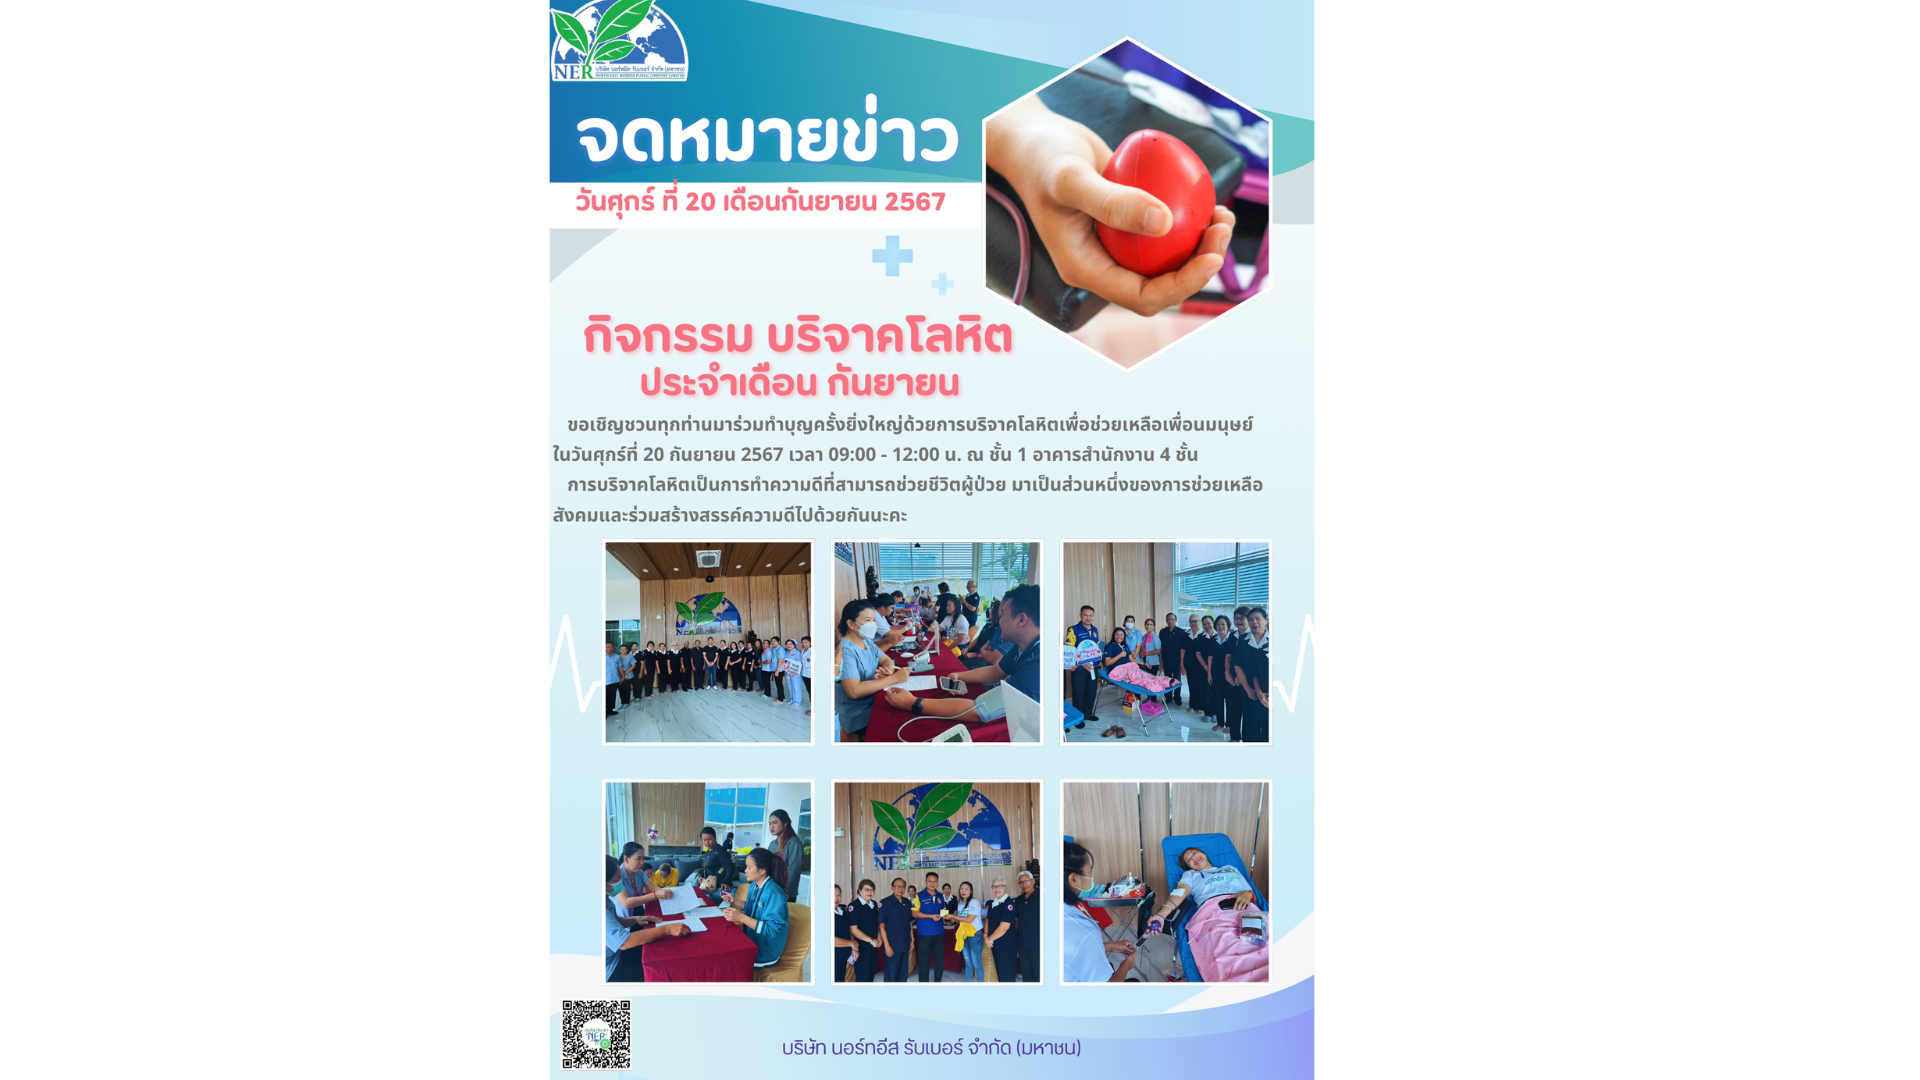 NER บริษัท นอร์ทอีส รับเบอร์ จำกัด (มหาชน)
NORTH EAST RUBBER PUBLIC COMPANY LIMITED
จดหมายข่าว
วันศุกร์ ที่ 20 เดือนกันยายน 2567
กิจกรรม บริจาคโลหิต
ประจำเดือน กันยายน
ขอเชิญชวนทุกท่านมาร่วมทำบุญครั้งยิ่งใหญ่ด้วยการบริจาคโลหิตเพื่อช่วยเหลือเพื่อนมนุษย์
ในวันศุกร์ที่ 20 กันยายน 2567 เวลา 09:00 - 12:00 น. ณ ชั้น 1 อาคารสำนักงาน 4 ชั้น
การบริจาคโลหิตเป็นการทำความดีที่สามารถช่วยชีวิตผู้ป่วย มาเป็นส่วนหนึ่งของการช่วยเหลือ
สังคมและร่วมสร้างสรรค์ความดีไปด้วยกันนะคะ
NER
NER
NER
บริษัท นอร์ทอีส รับเบอร์ จำกัด (มหาชน)